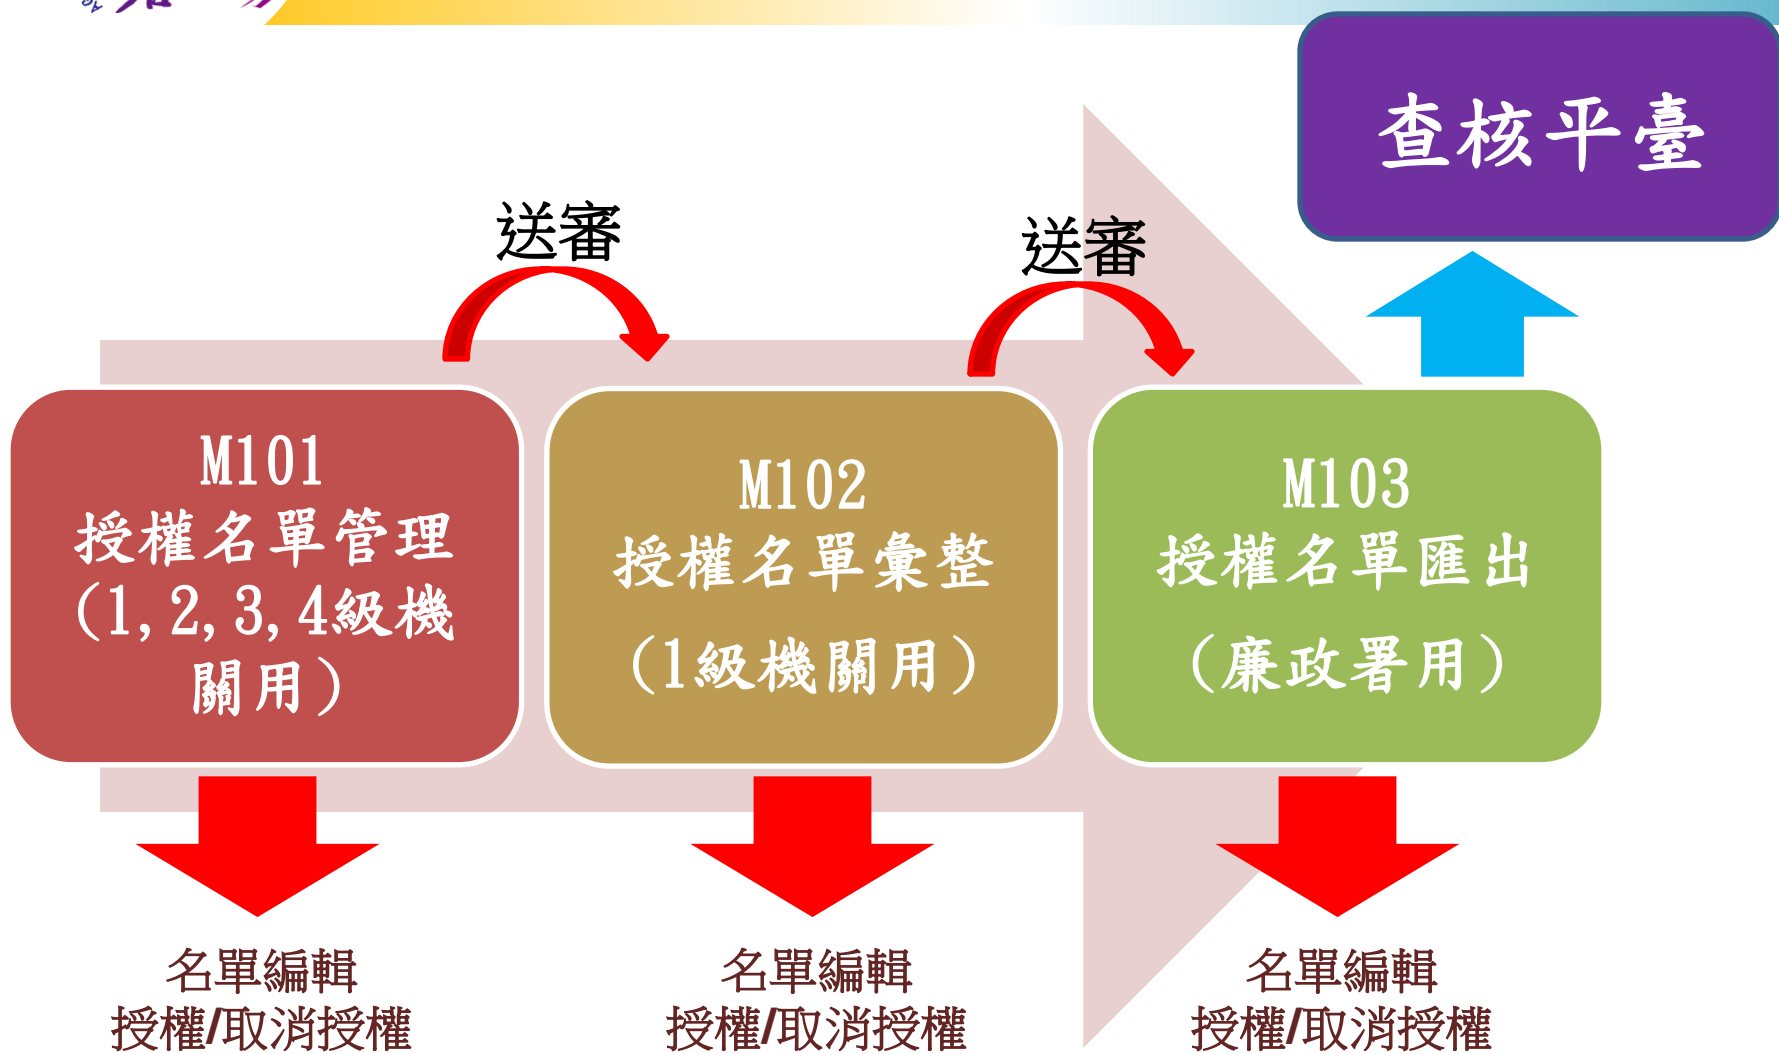 查核平臺
送審
送審
M101
授權名單管理
(1,2,3,4級機
關用)
M102
授權名單彙整
(1級機關用)
M103
授權名單匯出
(廉政署用)
名單編輯
授權/取消授權
名單編輯
授權/取消授權
名單編輯
授權/取消授權